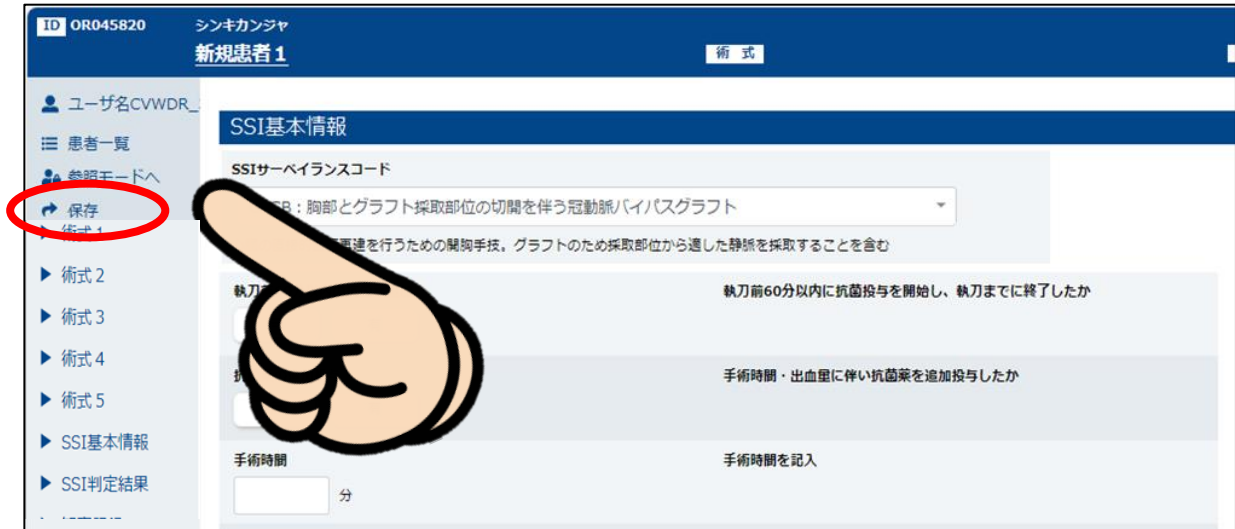 ID OR045820
シンキカンジャ
新規患者1
術 式
ユーザ名CVWDR_
患者一覧
参照モードへ
保存
術式1
術式2
術式3
術式4
術式5
SSI基本情報
SSI判定結果
SSI基本情報
SSIサーベイランスコード
B：胸部とグラフト採取部位の切開を伴う冠動脈バイパスグラフト
再建を行うための開胸手技。グラフトのため採取部位から適した静脈を採取することを含む
執刀
執刀前60分以内に抗菌投与を開始し、執刀までに終了したか
手術時間・出血量に伴い抗菌薬を追加投与したか
手術時間
手術時間を記入
分